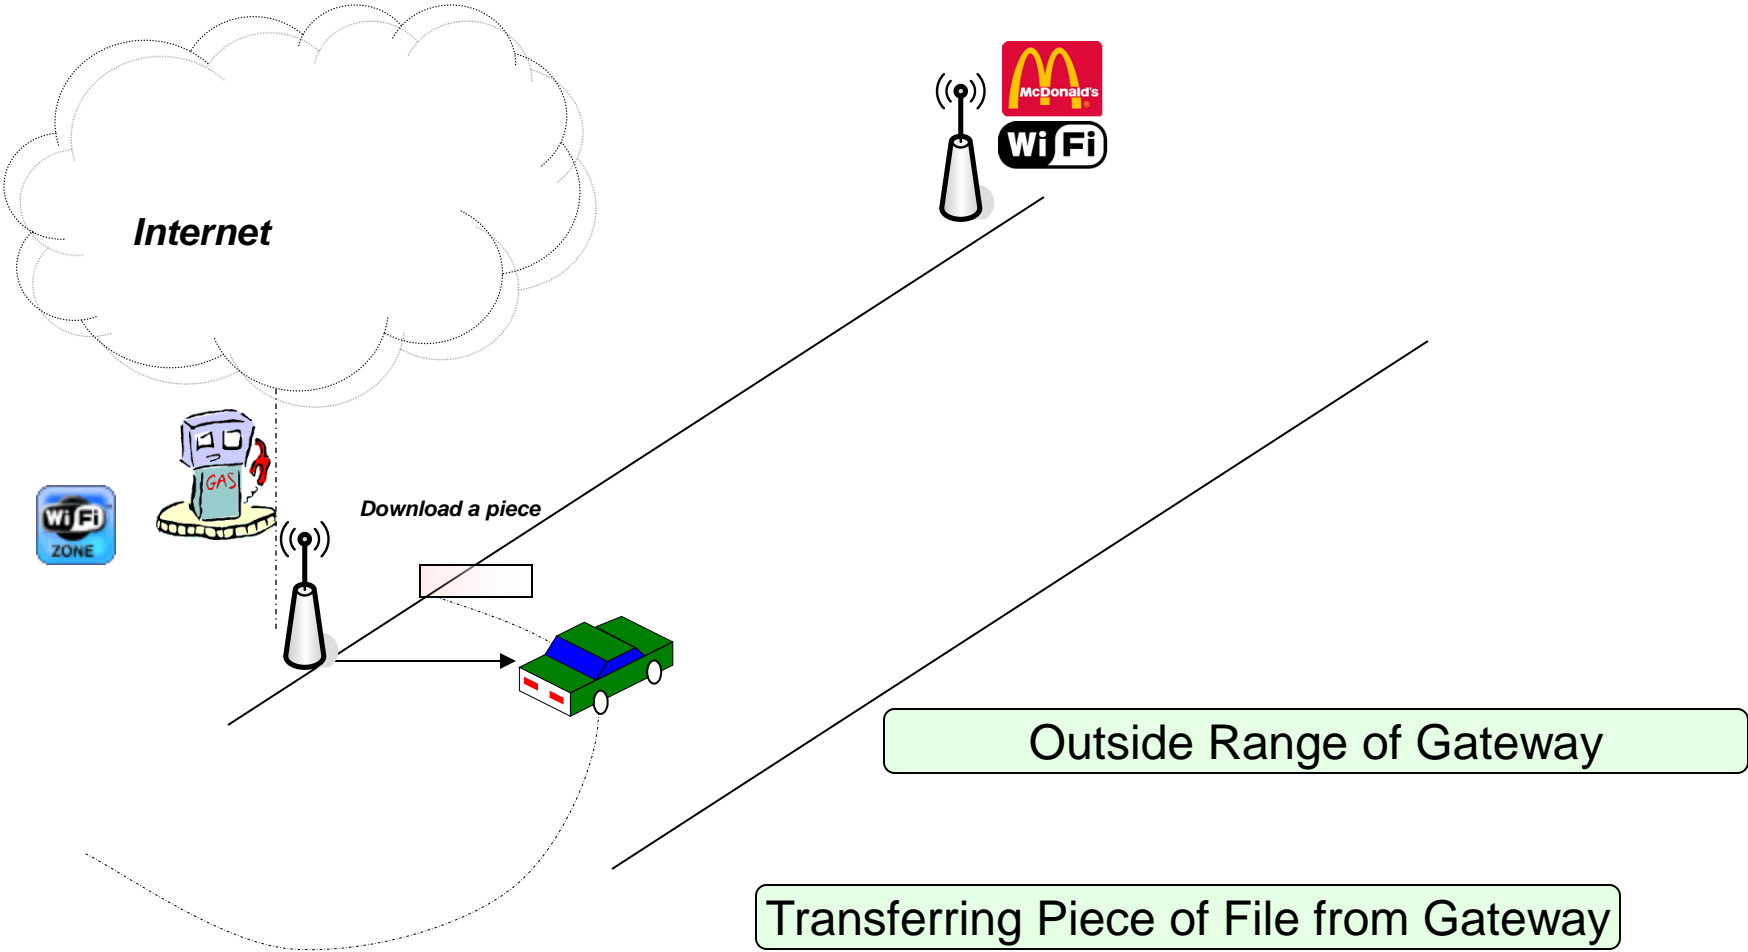 McDonald's
®
Wi Fi
Internet
GAS
Wi Fi
ZONE
Download a piece
Outside Range of Gateway
Transferring Piece of File from Gateway